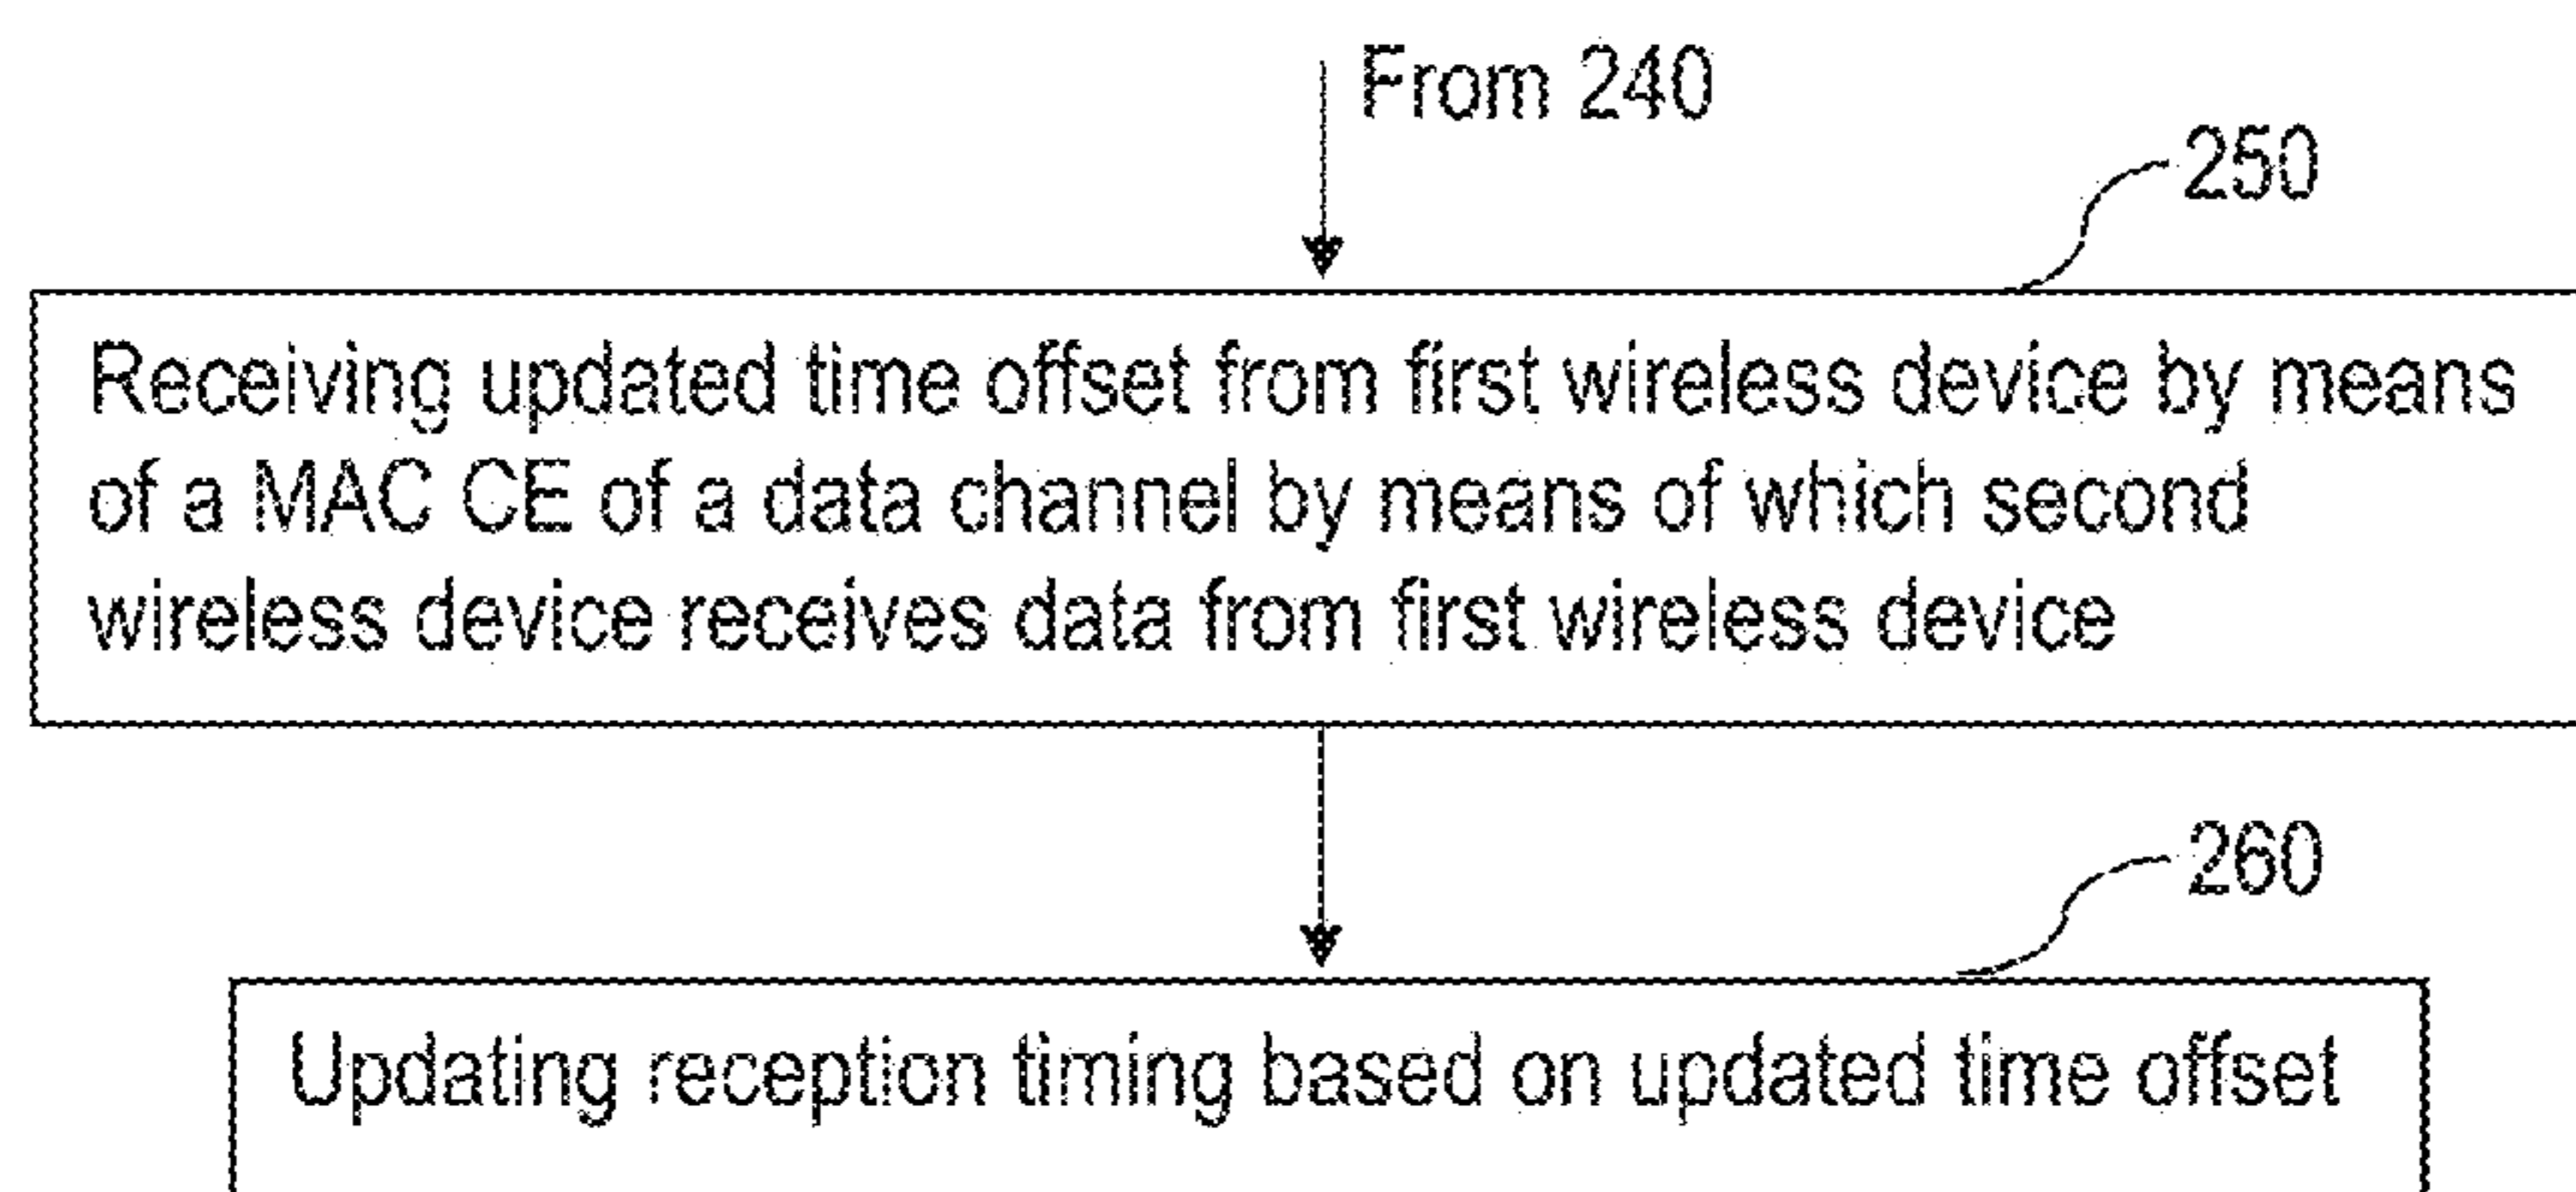 From 240
250
Receiving updated time offset from first wireless device by means
of a MAC CE of a data channel by means of which second
wireless device receives data from first wireless device
260
Updating reception timing based on updated time offset